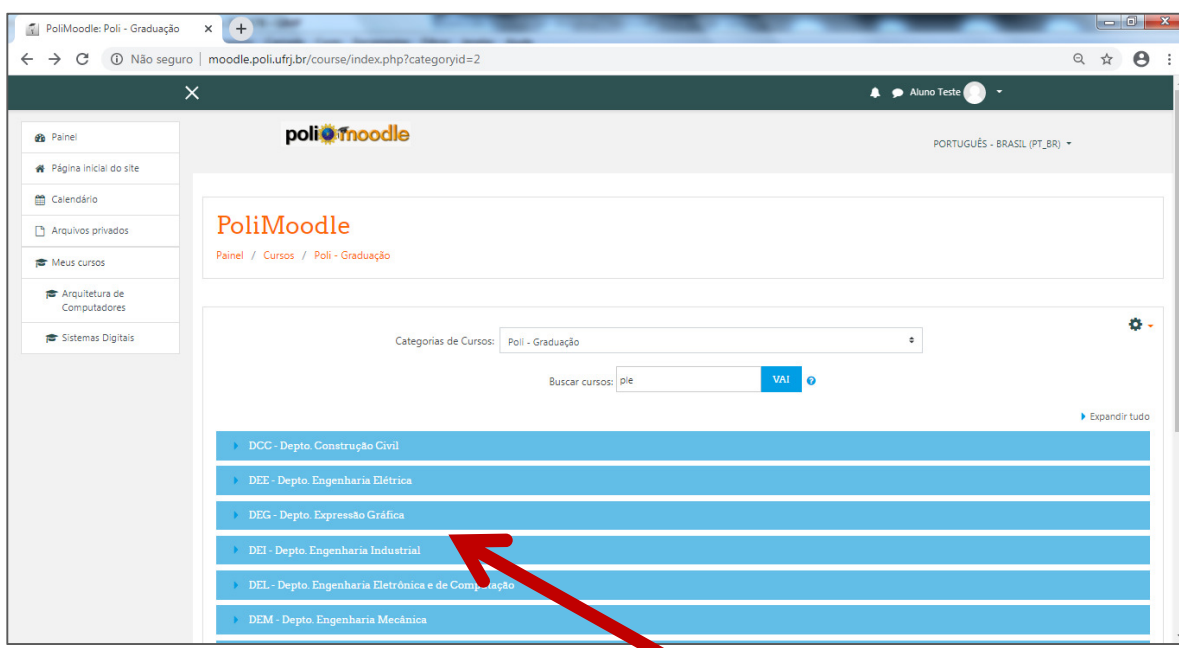 PoliMoodle: Poli - Graduação
Não seguro | moodle.poli.ufrj.br/course/index.php?categoryid=2
Aluno Teste
poli moodle
PORTUGUÊS - BRASIL (PT_BR)
Painel
Página inicial do site
Calendário
Arquivos privados
Meus cursos
Arquitetura de
Computadores
Sistemas Digitais
PoliMoodle
Painel / Cursos / Poli - Graduação
Categorias de Cursos: Poli - Graduação
Buscar cursos: pie VAI
Expandir tudo
DCC - Depto. Construção Civil
DEE - Depto. Engenharia Elétrica
DEG - Depto. Expressão Gráfica
DEI - Depto. Engenharia Industrial
DEL - Depto. Engenharia Eletrônica e de Computação
DEM - Depto. Engenharia Mecânica